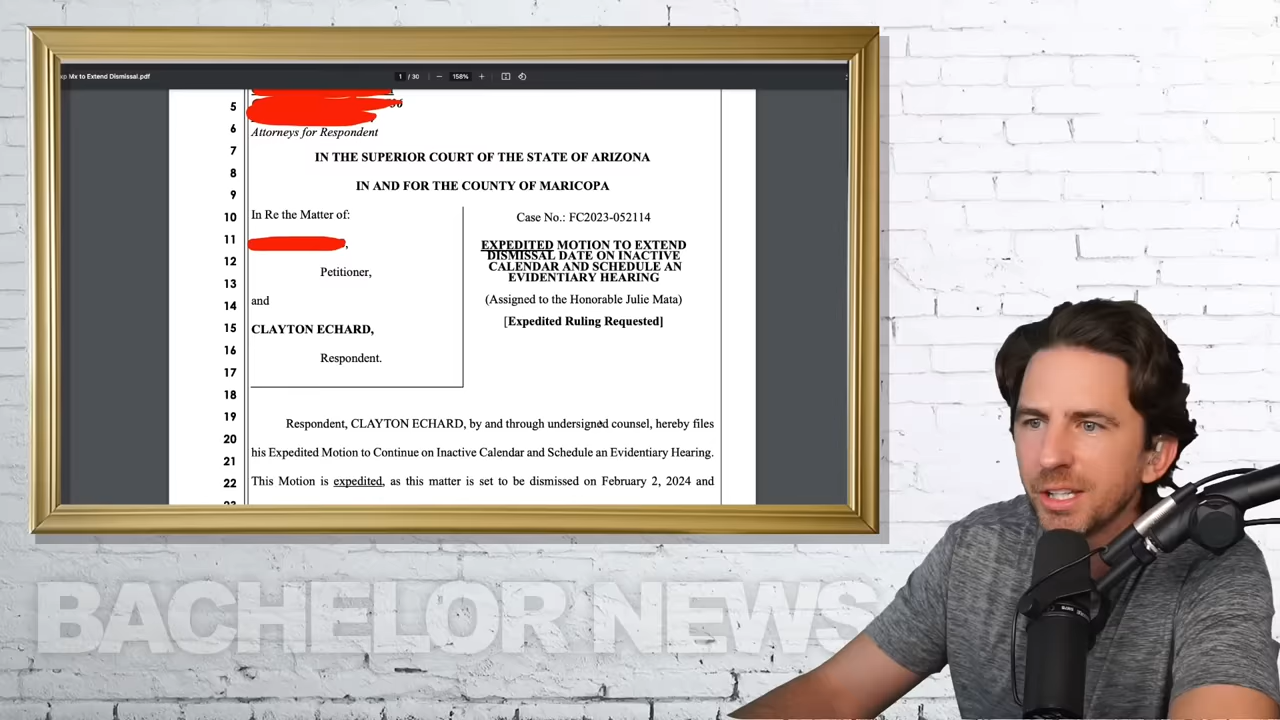 xp Mx to Extend Dismissal.pdf
1 / 30
158%
5
6 Attorneys for Respondent
7 IN THE SUPERIOR COURT OF THE STATE OF ARIZONA
8
9 IN AND FOR THE COUNTY OF MARICOPA
10 In Re the Matter of:
11 ,
12
13 Petitioner,
14 and
15 CLAYTON ECHARD,
16 Respondent.
17
18
Case No.: FC2023-052114
EXPEDITED MOTION TO EXTEND
DISMISSAL DATE ON INACTIVE
CALENDAR AND SCHEDULE AN
EVIDENTIARY HEARING
(Assigned to the Honorable Julie Mata)
[Expedited Ruling Requested]
19 Respondent, CLAYTON ECHARD, by and through undersigned counsel, hereby files
20 his Expedited Motion to Continue on Inactive Calendar and Schedule an Evidentiary Hearing.
21
22 This Motion is expedited, as this matter is set to be dismissed on February 2, 2024 and
BACHELOR NEWS